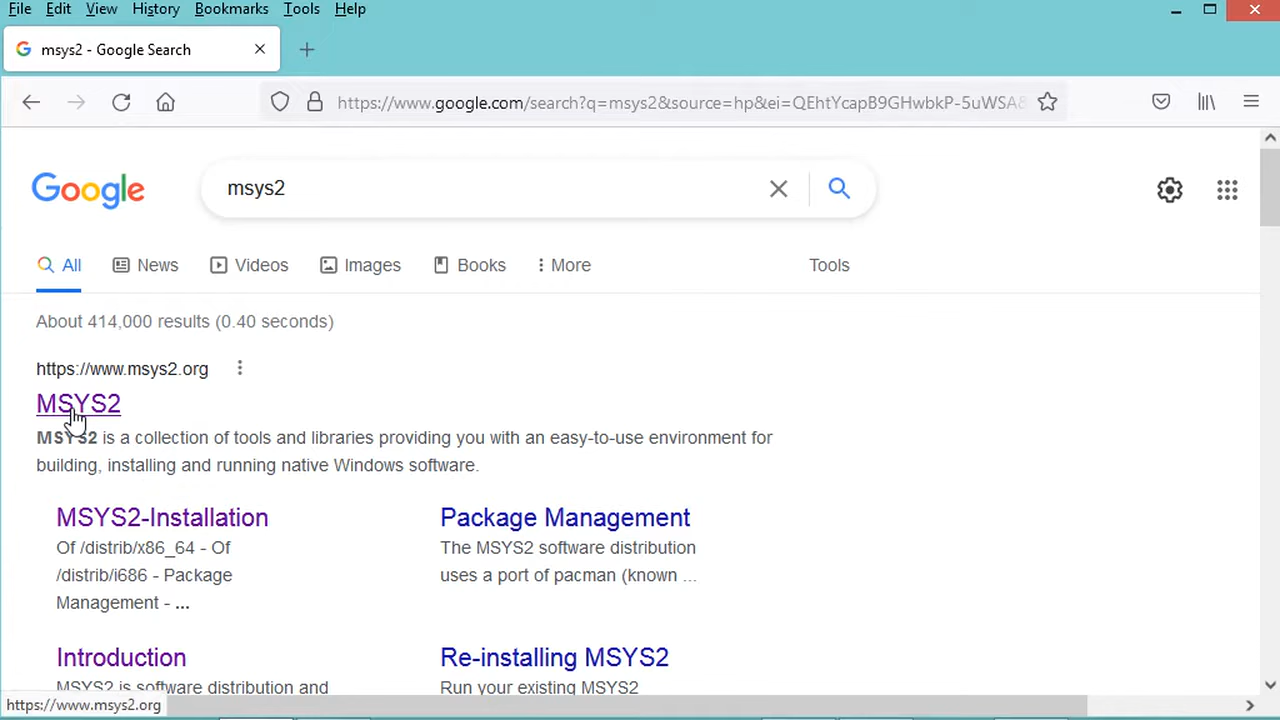 File Edit View History Bookmarks Tools Help
msys2 - Google Search
https://www.google.com/search?q=msys2&source=hp&ei=QEhtYcapB9GHwbkP-5uWSA&
Google
msys2
All News Videos Images Books More Tools
About 414,000 results (0.40 seconds)
https://www.msys2.org
MSYS2
MSYS2 is a collection of tools and libraries providing you with an easy-to-use environment for
building, installing and running native Windows software.
MSYS2-Installation
Of /distrib/x86_64 - Of
/distrib/i686 - Package
Management - ...
Package Management
The MSYS2 software distribution
uses a port of pacman (known ...
Introduction
MSYS2 is software distribution and
Re-installing MSYS2
Run your existing MSYS2
https://www.msys2.org